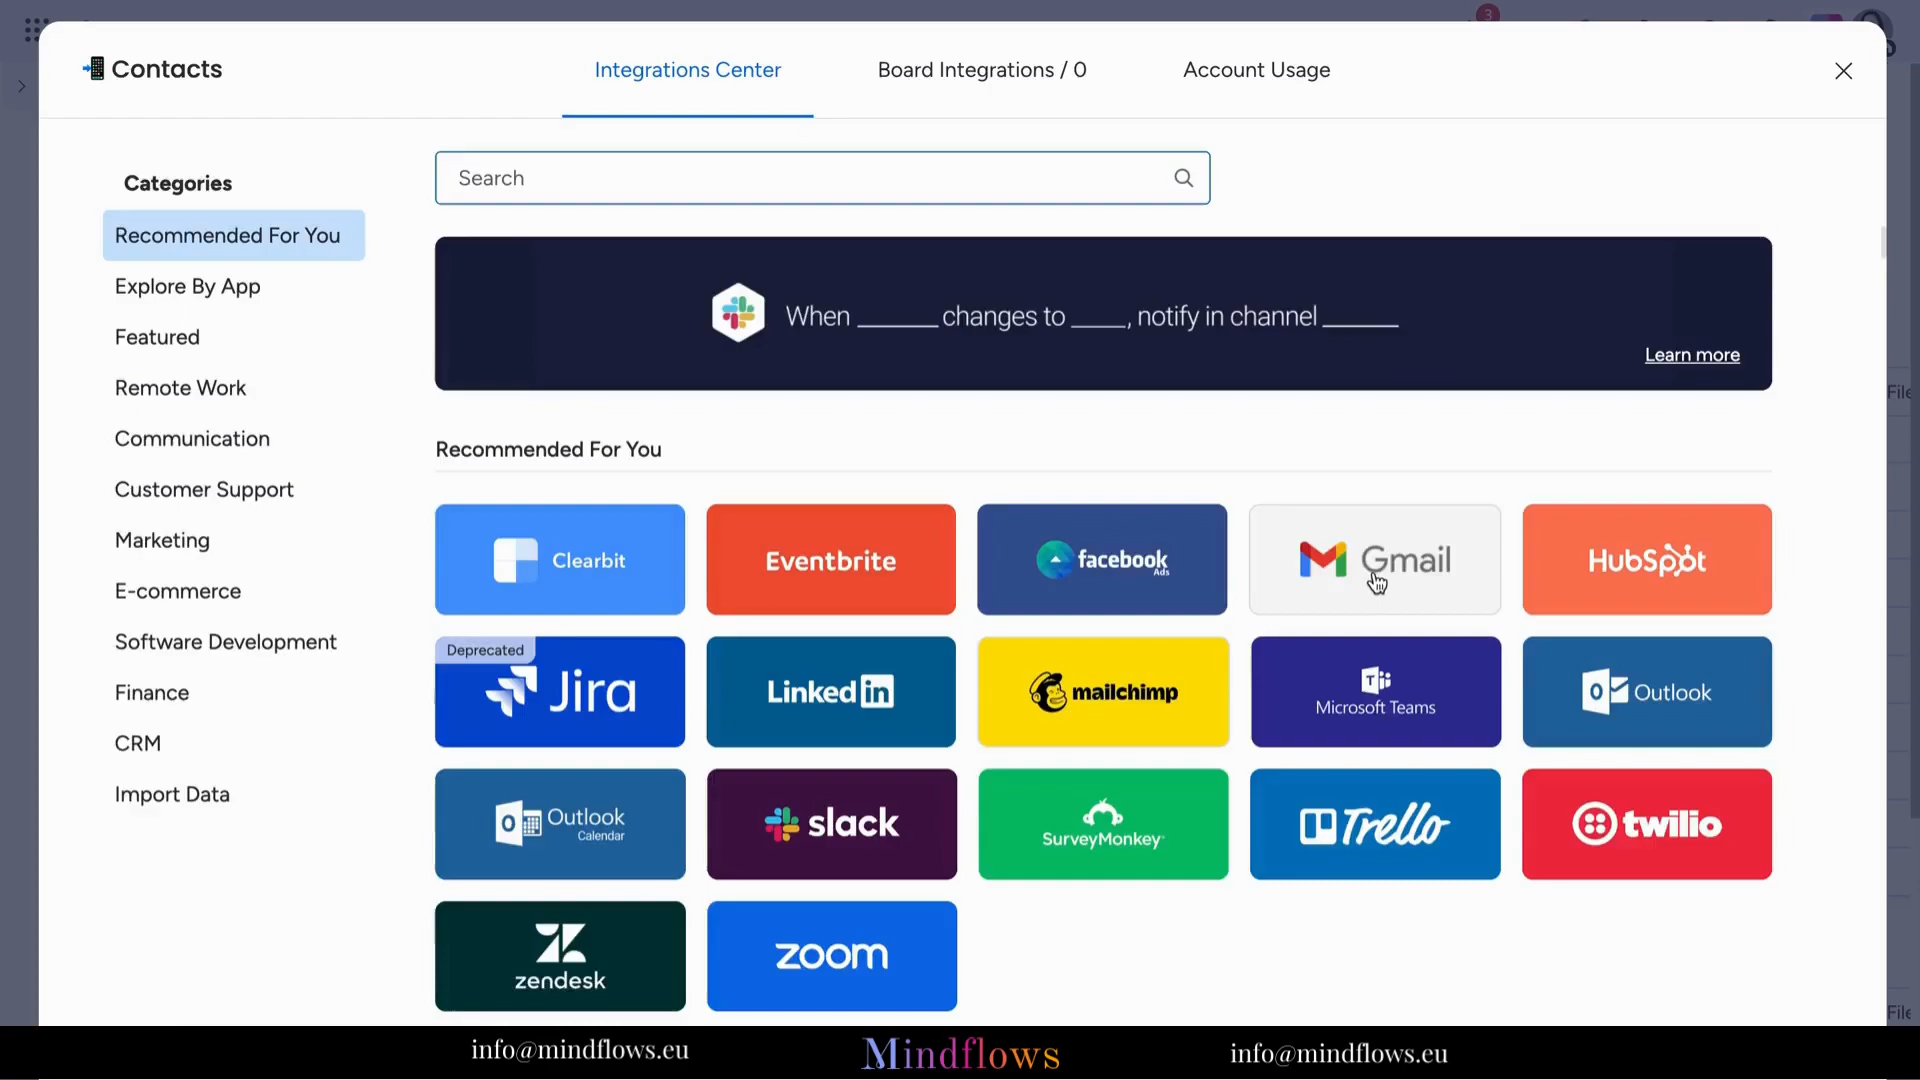 3
Contacts
Integrations Center
Board Integrations / 0
Account Usage
Categories
Recommended For You
Explore By App
Featured
Remote Work
Communication
Customer Support
Marketing
E-commerce
Software Development
Finance
CRM
Import Data
Search
When ______ changes to ____, notify in channel ______
Learn more
Recommended For You
Clearbit
Eventbrite
facebook
Ads
Gmail
HubSpot
Deprecated
Jira
Linked in
mailchimp
Microsoft Teams
Outlook
Outlook
Calendar
slack
SurveyMonkey
Trello
twilio
zendesk
zoom
info@mindflows.eu
Mindflows
info@mindflows.eu